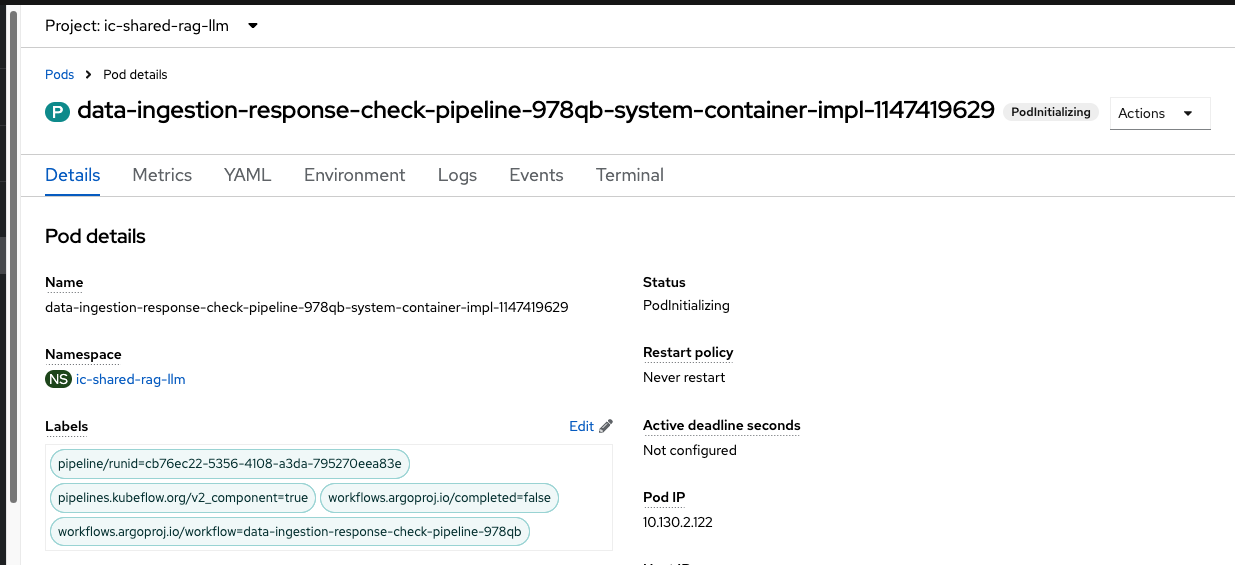 Project: ic-shared-rag-llm
Pods Pod details
P data-ingestion-response-check-pipeline-978qb-system-container-impl-1147419629 PodInitializing Actions
Details Metrics YAML Environment Logs Events Terminal
Pod details
Name
data-ingestion-response-check-pipeline-978qb-system-container-impl-1147419629
Namespace
NS ic-shared-rag-llm
Labels Edit
pipeline/runid=cb76ec22-5356-4108-a3da-795270eea83e
pipelines.kubeflow.org/v2_component=true workflows.argoproj.io/completed=false
workflows.argoproj.io/workflow=data-ingestion-response-check-pipeline-978qb
Status
PodInitializing
Restart policy
Never restart
Active deadline seconds
Not configured
Pod IP
10.130.2.122